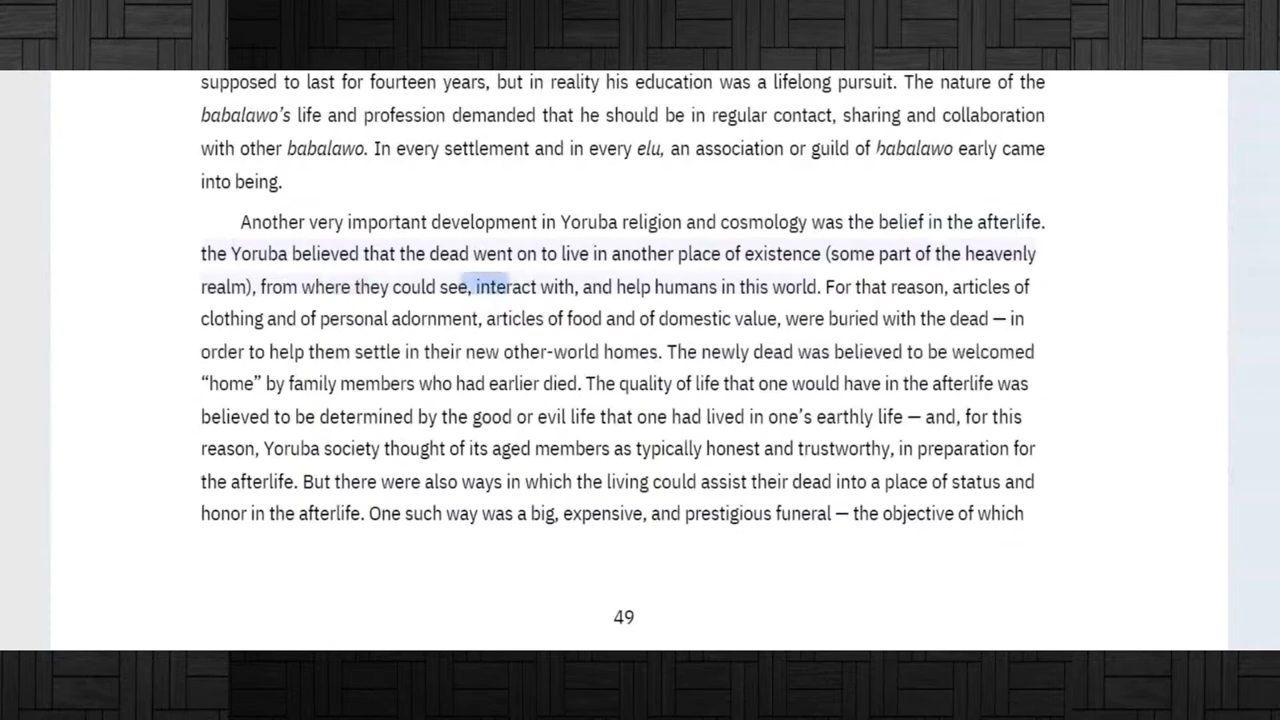 supposed to last for fourteen years, but in reality his education was a lifelong pursuit. The nature of the
babalawo’s life and profession demanded that he should be in regular contact, sharing and collaboration
with other babalawo. In every settlement and in every elu, an association or guild of habalawo early came
into being.
Another very important development in Yoruba religion and cosmology was the belief in the afterlife.
the Yoruba believed that the dead went on to live in another place of existence (some part of the heavenly
realm), from where they could see, interact with, and help humans in this world. For that reason, articles of
clothing and of personal adornment, articles of food and of domestic value, were buried with the dead — in
order to help them settle in their new other-world homes. The newly dead was believed to be welcomed
“home” by family members who had earlier died. The quality of life that one would have in the afterlife was
believed to be determined by the good or evil life that one had lived in one’s earthly life — and, for this
reason, Yoruba society thought of its aged members as typically honest and trustworthy, in preparation for
the afterlife. But there were also ways in which the living could assist their dead into a place of status and
honor in the afterlife. One such way was a big, expensive, and prestigious funeral — the objective of which
49